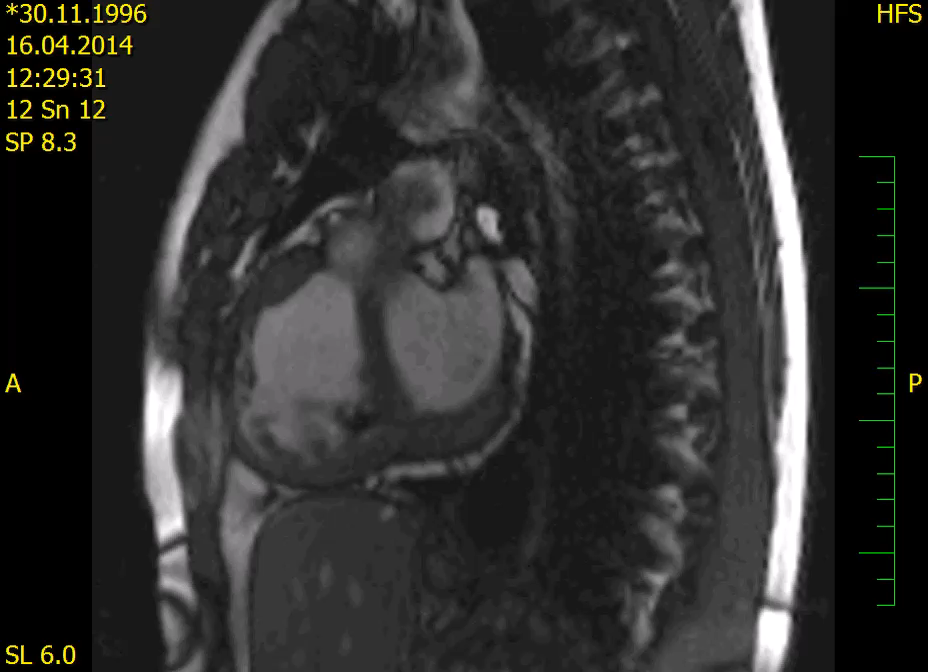 *30.11.1996
16.04.2014
12:29:31
12 Sn 12
SP 8.3
HFS
A
P
SL 6.0